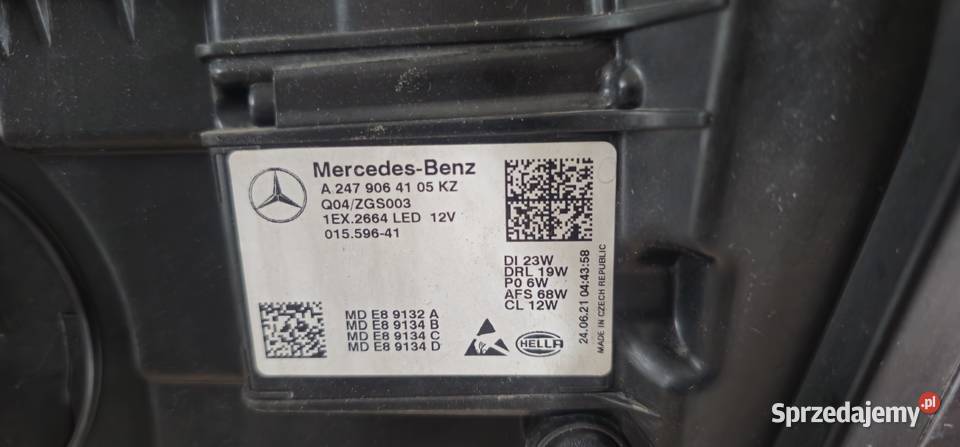 Mercedes-Benz
A 247 906 41 05 KZ
Q04/ZGS003
1EX.2664 LED 12V
015.596-41
DI 23W
DRL 19W
P0 6W
AFS 68W
CL 12W
MD E8 9132 A
MD E8 9134 B
MD E8 9134 C
MD E8 9134 D
HELLA
24.06.21 04:43:58
MADE IN CZECH REPUBLIC
Sprzedajemy.pl